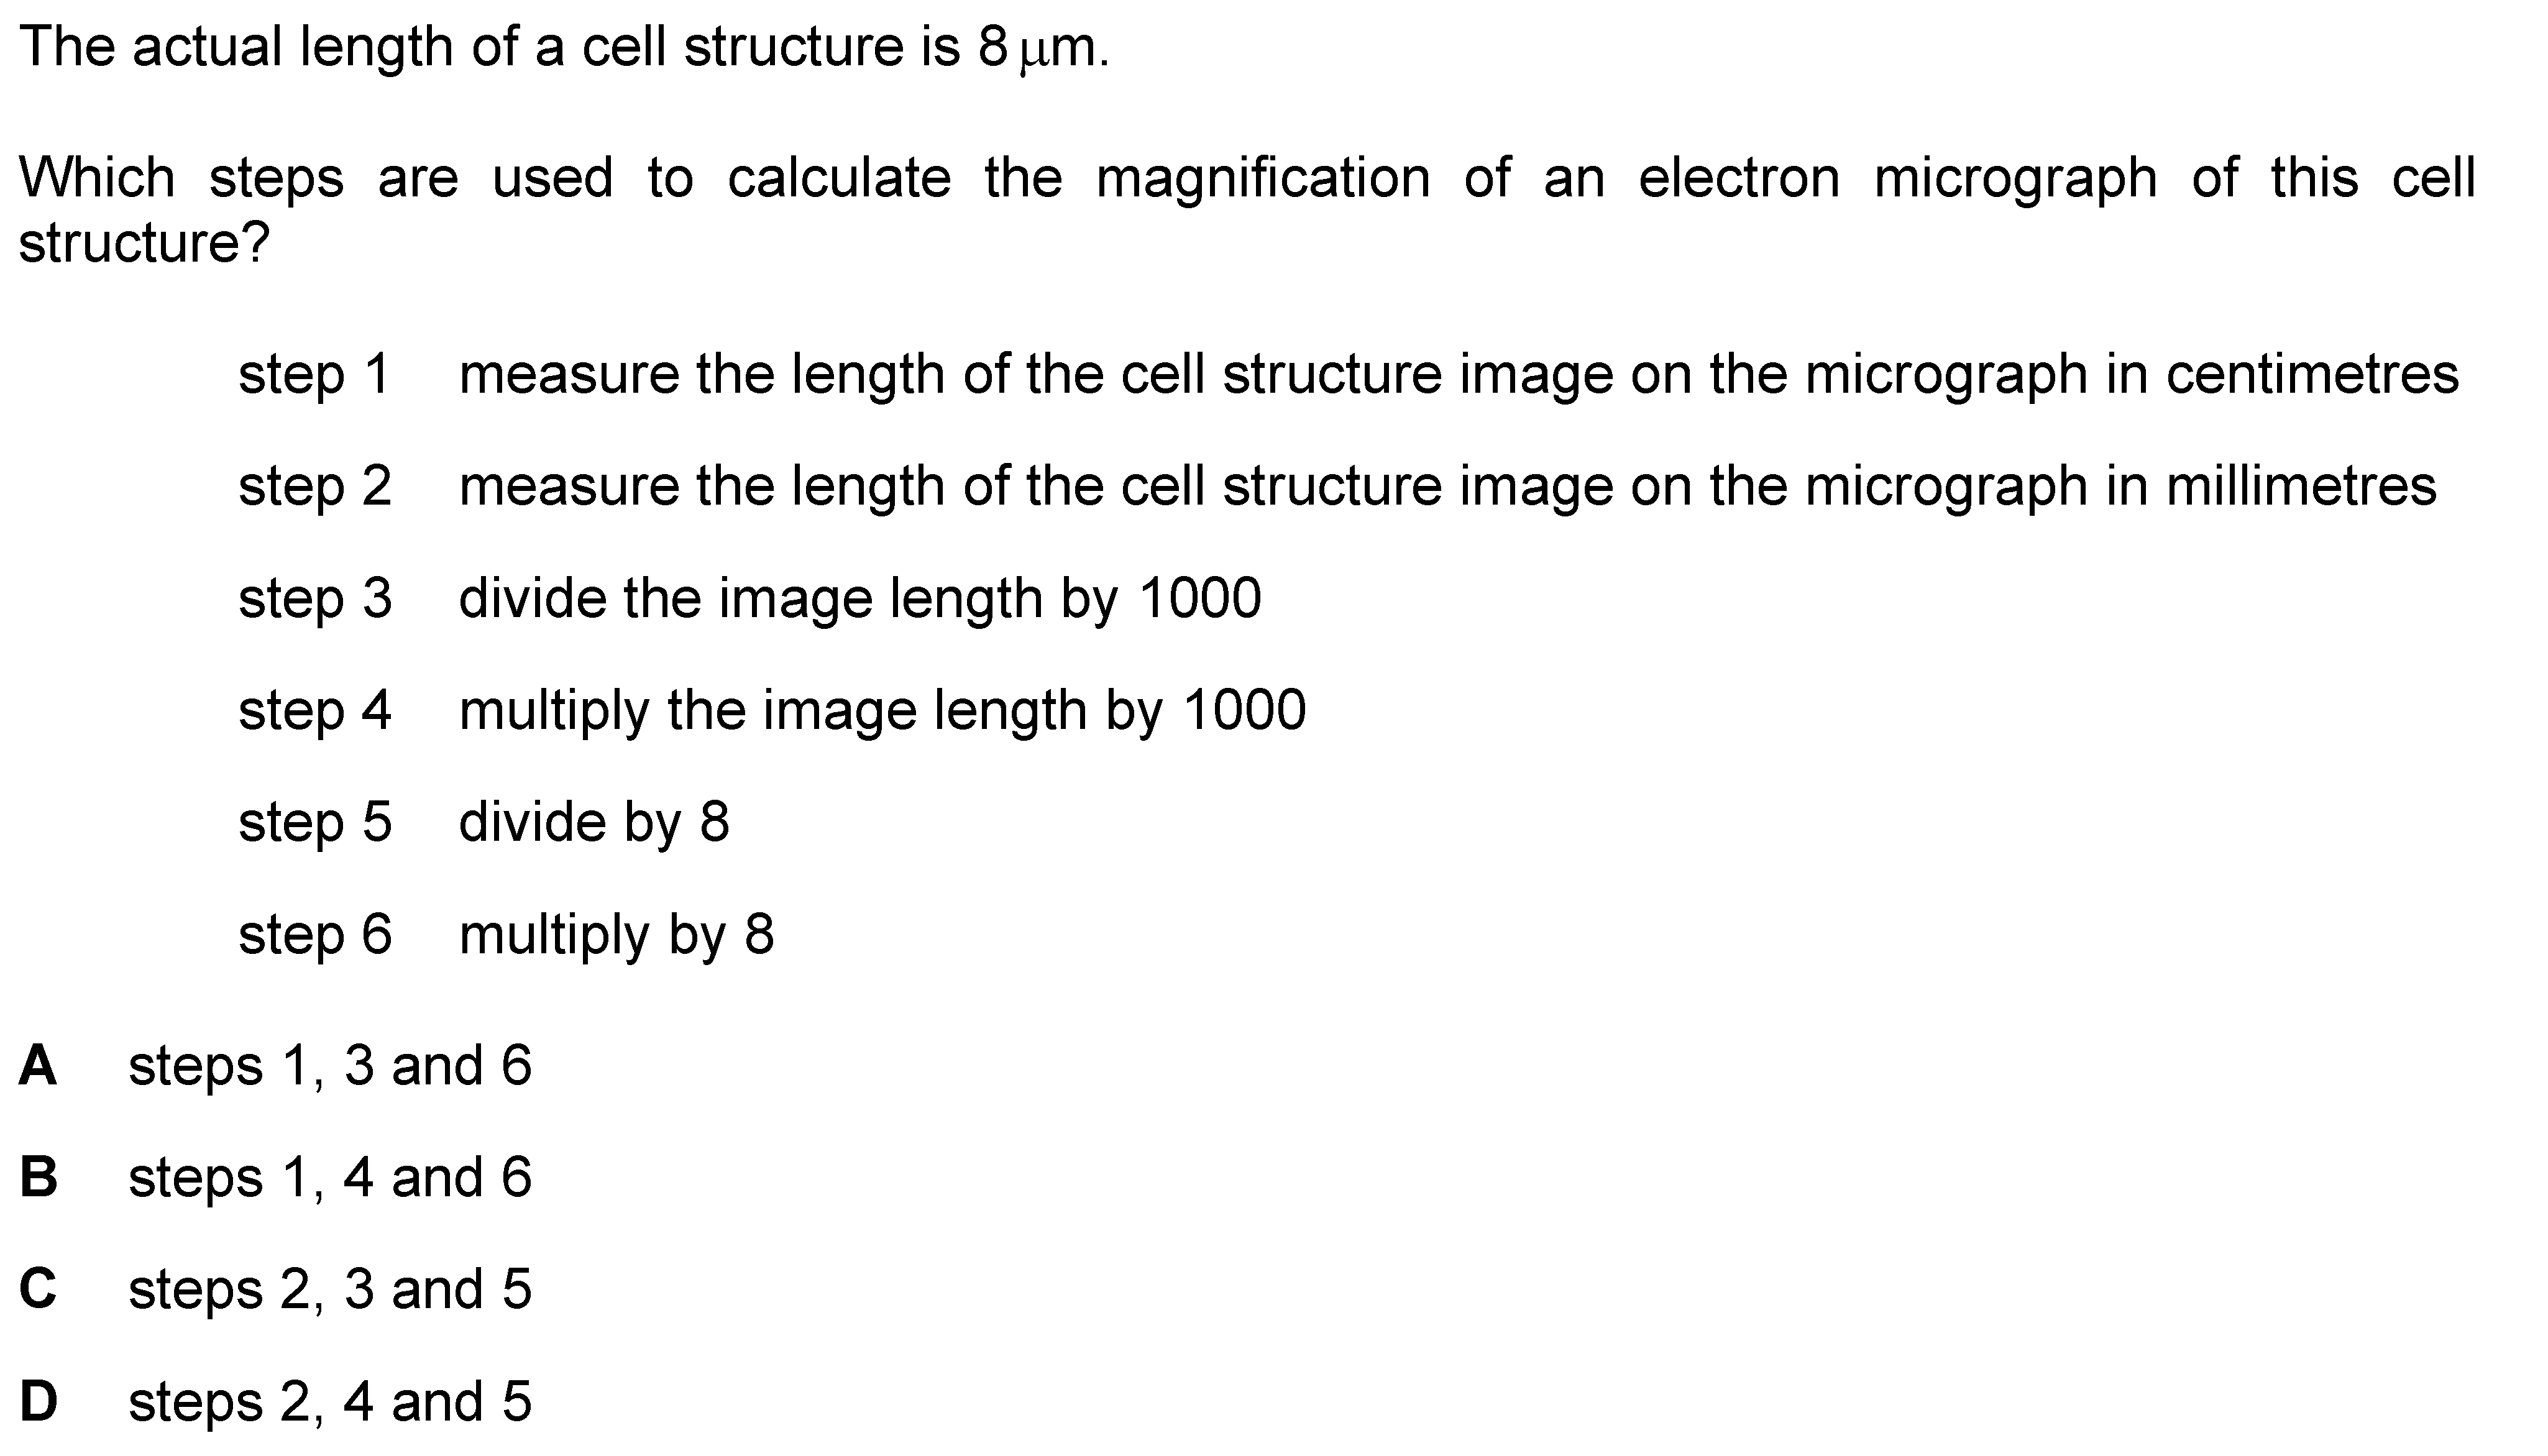 The actual length of a cell structure is 8 µm.
Which steps are used to calculate the magnification of an electron micrograph of this cell
structure?
step 1 measure the length of the cell structure image on the micrograph in centimetres
step 2 measure the length of the cell structure image on the micrograph in millimetres
step 3 divide the image length by 1000
step 4 multiply the image length by 1000
step 5 divide by 8
step 6 multiply by 8
A steps 1, 3 and 6
B steps 1, 4 and 6
C steps 2, 3 and 5
D steps 2, 4 and 5